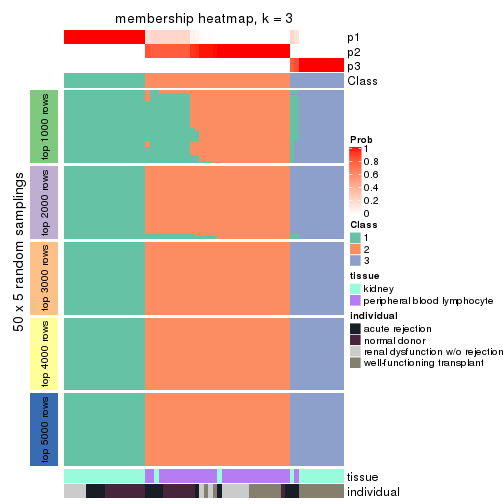 membership heatmap, k = 3
p1
p2
p3
Class
50 x 5 random samplings
top 1000 rows
top 2000 rows
top 3000 rows
top 4000 rows
top 5000 rows
Prob
1
0.8
0.6
0.4
0.2
0
Class
1
2
3
tissue
kidney
peripheral blood lymphocyte
individual
acute rejection
normal donor
renal dysfunction w/o rejection
well-functioning transplant
tissue
individual